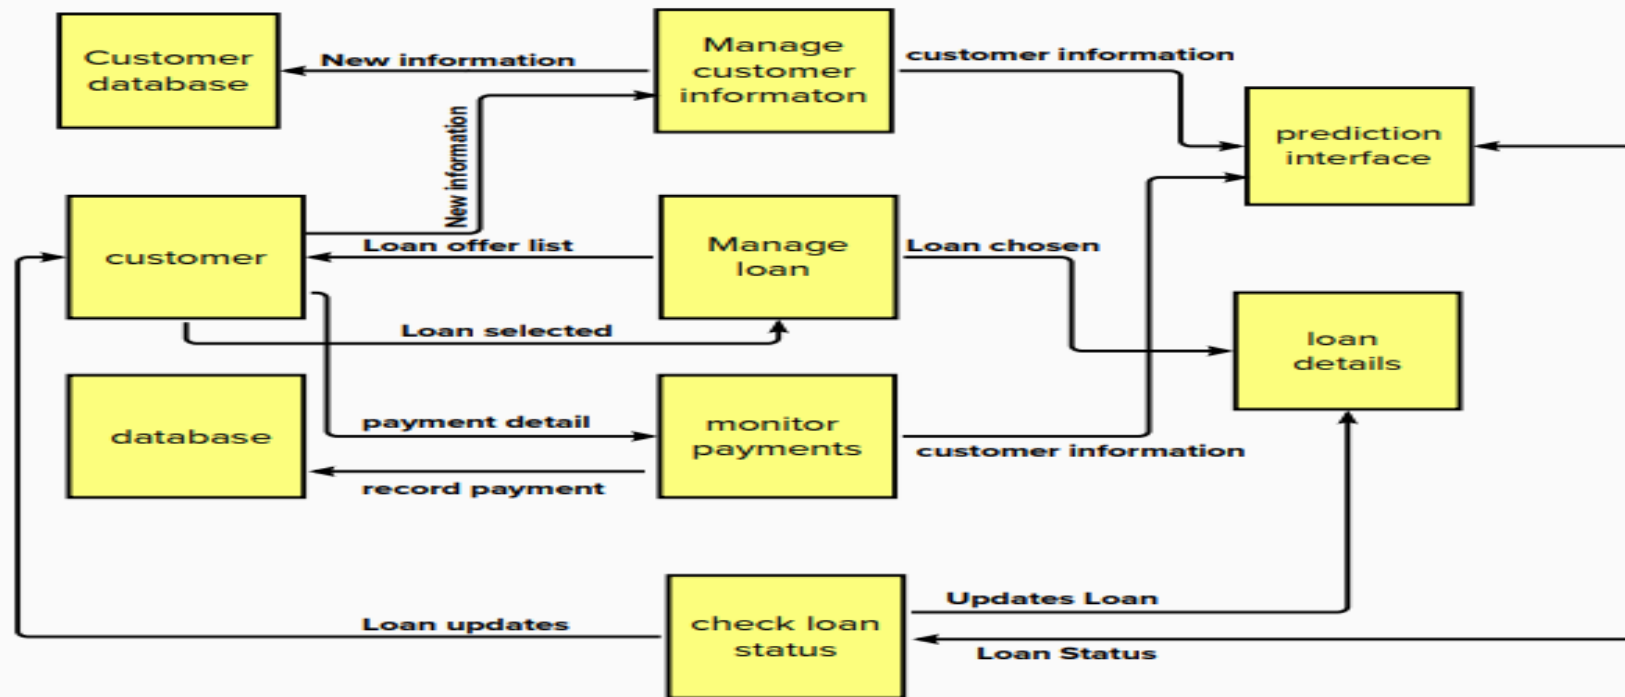 Customer
database
New information
Manage
customer
informaton
customer information
prediction
interface
New information
customer
Loan offer list
Manage
loan
Loan chosen
Loan selected
loan
details
database
payment detail
monitor
payments
customer information
record payment
Loan updates
check loan
status
Updates Loan
Loan Status